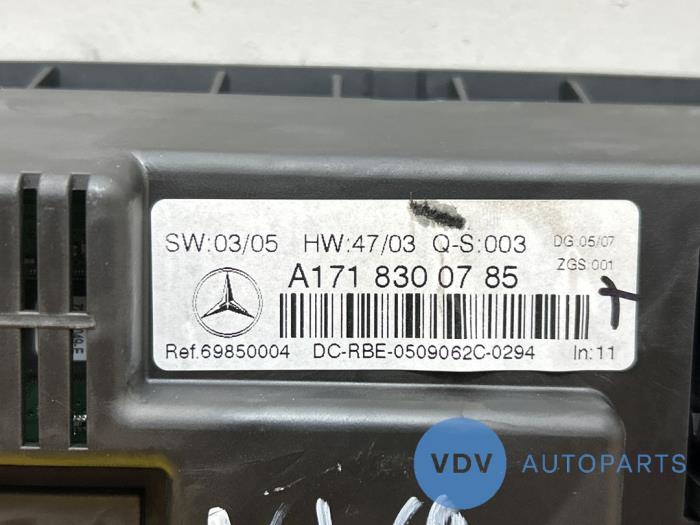 SW:03/05 HW:47/03 Q-S:003 DG:05/07
ZGS:001
A171 830 07 85
Ref.69850004 DC-RBE-0509062C-0294 In:11
VDV AUTOPARTS